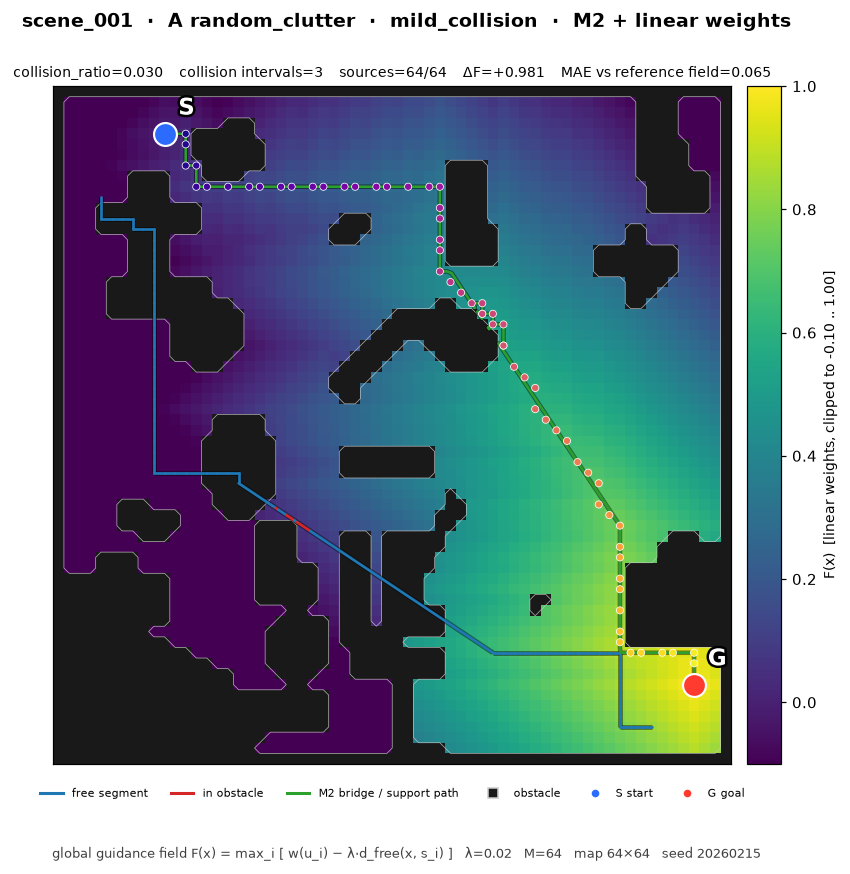 scene_001 · A random_clutter · mild_collision · M2 + linear weights
collision_ratio=0.030 collision intervals=3 sources=64/64 ΔF=+0.981 MAE vs reference field=0.065
S
G
1.0
0.8
0.6
0.4
0.2
0.0
F(x) [linear weights, clipped to -0.10 .. 1.00]
free segment
in obstacle
M2 bridge / support path
obstacle
S start
G goal
global guidance field F(x) = max_i [ w(u_i) − λ·d_free(x, s_i) ] λ=0.02 M=64 map 64×64 seed 20260215